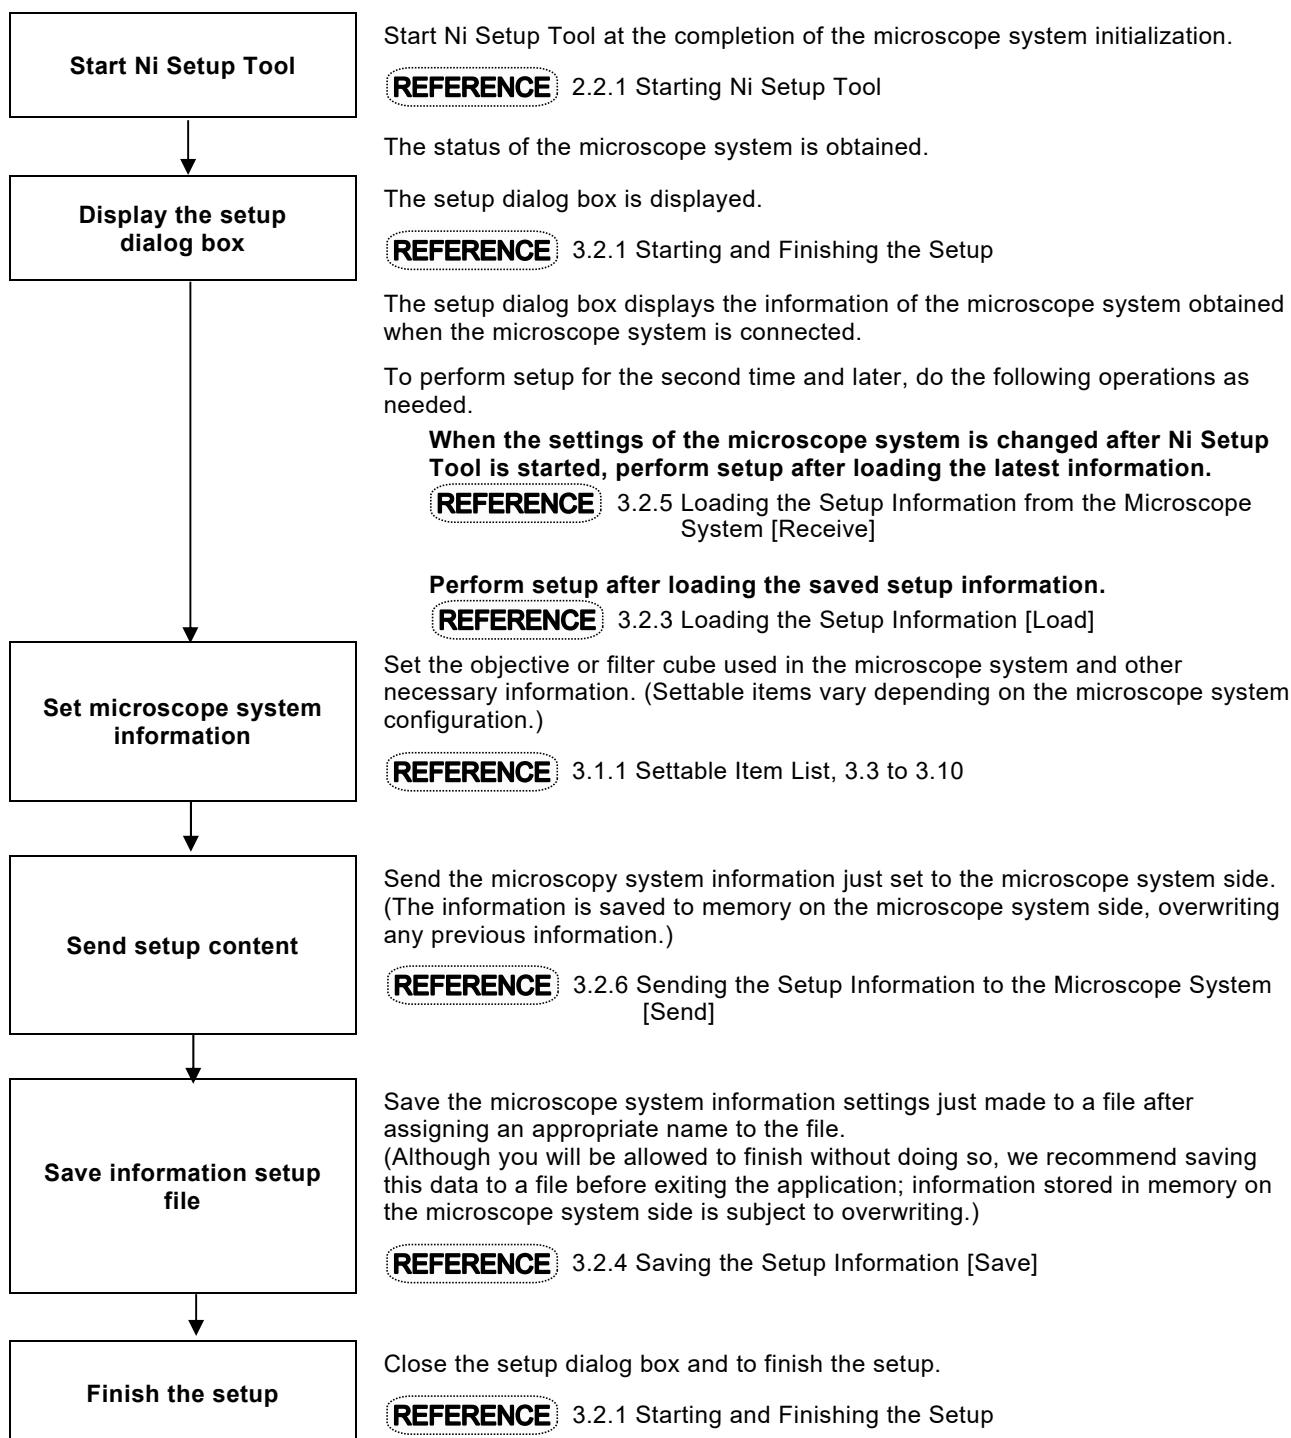 Start Ni Setup Tool
Start Ni Setup Tool at the completion of the microscope system initialization.
REFERENCE 2.2.1 Starting Ni Setup Tool
The status of the microscope system is obtained.
Display the setup
dialog box
The setup dialog box is displayed.
REFERENCE 3.2.1 Starting and Finishing the Setup
The setup dialog box displays the information of the microscope system obtained
when the microscope system is connected.
To perform setup for the second time and later, do the following operations as
needed.
When the settings of the microscope system is changed after Ni Setup
Tool is started, perform setup after loading the latest information.
REFERENCE 3.2.5 Loading the Setup Information from the Microscope
System [Receive]
Perform setup after loading the saved setup information.
REFERENCE 3.2.3 Loading the Setup Information [Load]
Set microscope system
information
Set the objective or filter cube used in the microscope system and other
necessary information. (Settable items vary depending on the microscope system
configuration.)
REFERENCE 3.1.1 Settable Item List, 3.3 to 3.10
Send setup content
Send the microscopy system information just set to the microscope system side.
(The information is saved to memory on the microscope system side, overwriting
any previous information.)
REFERENCE 3.2.6 Sending the Setup Information to the Microscope System
[Send]
Save information setup
file
Save the microscope system information settings just made to a file after
assigning an appropriate name to the file.
(Although you will be allowed to finish without doing so, we recommend saving
this data to a file before exiting the application; information stored in memory on
the microscope system side is subject to overwriting.)
REFERENCE 3.2.4 Saving the Setup Information [Save]
Finish the setup
Close the setup dialog box and to finish the setup.
REFERENCE 3.2.1 Starting and Finishing the Setup